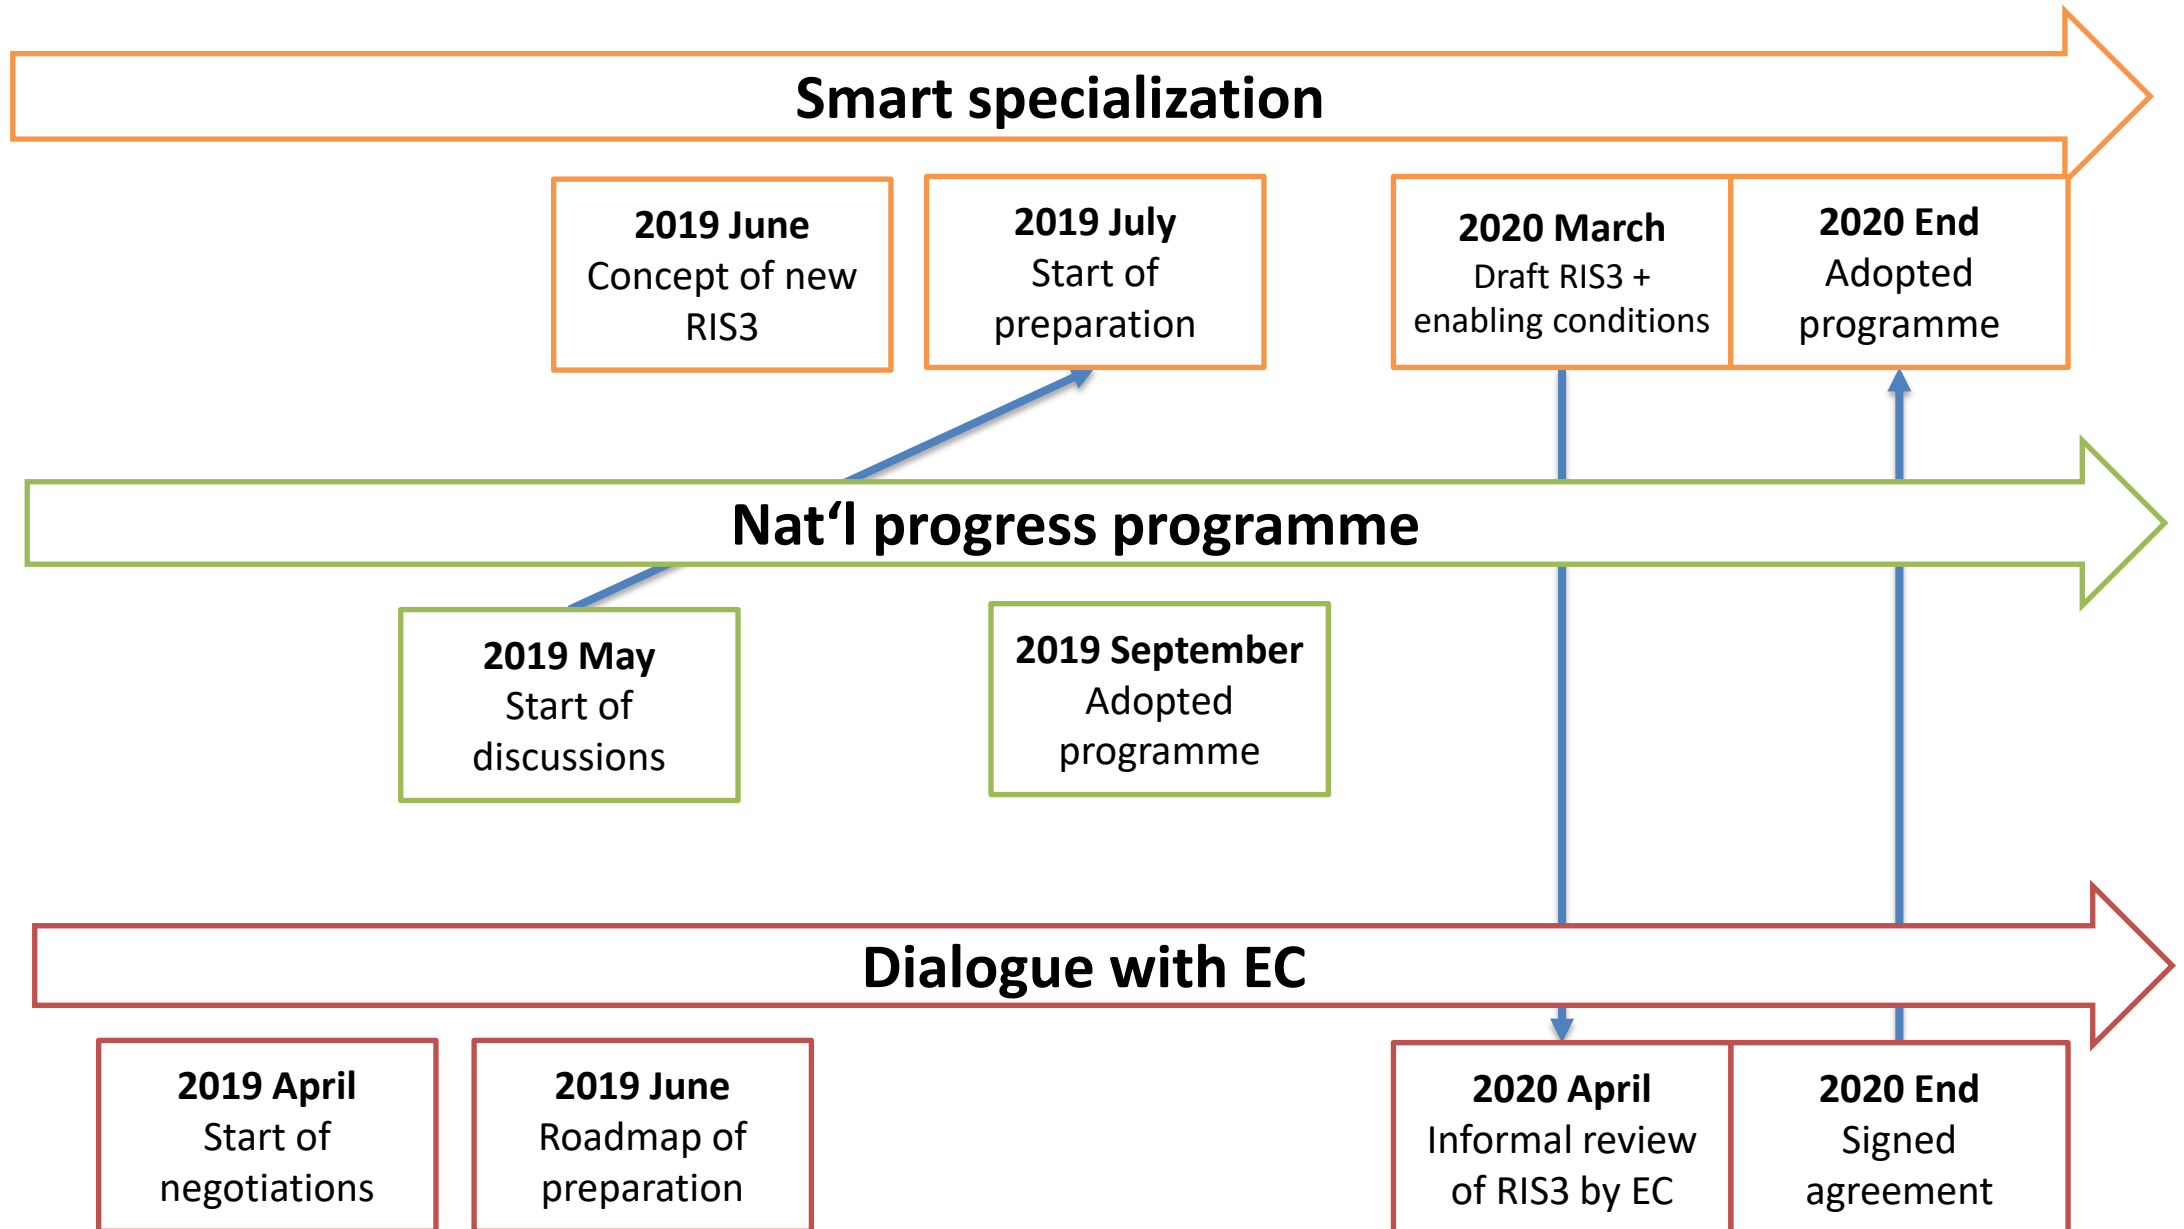 Smart specialization
2019 June
Concept of new
RIS3
2019 July
Start of
preparation
2020 March
Draft RIS3 +
enabling conditions
2020 End
Adopted
programme
Nat‘l progress programme
2019 May
Start of
discussions
2019 September
Adopted
programme
Dialogue with EC
2019 April
Start of
negotiations
2019 June
Roadmap of
preparation
2020 April
Informal review
of RIS3 by EC
2020 End
Signed
agreement